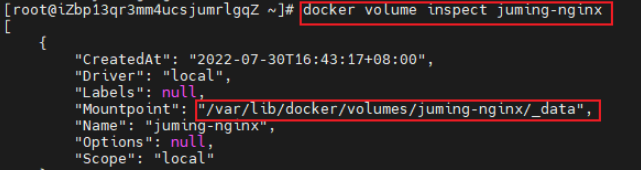 [root@iZbp13qr3mm4ucsjumrlgqZ ~]# docker volume inspect juming-nginx
[
    {
        "CreatedAt": "2022-07-30T16:43:17+08:00",
        "Driver": "local",
        "Labels": null,
        "Mountpoint": "/var/lib/docker/volumes/juming-nginx/_data",
        "Name": "juming-nginx",
        "Options": null,
        "Scope": "local"